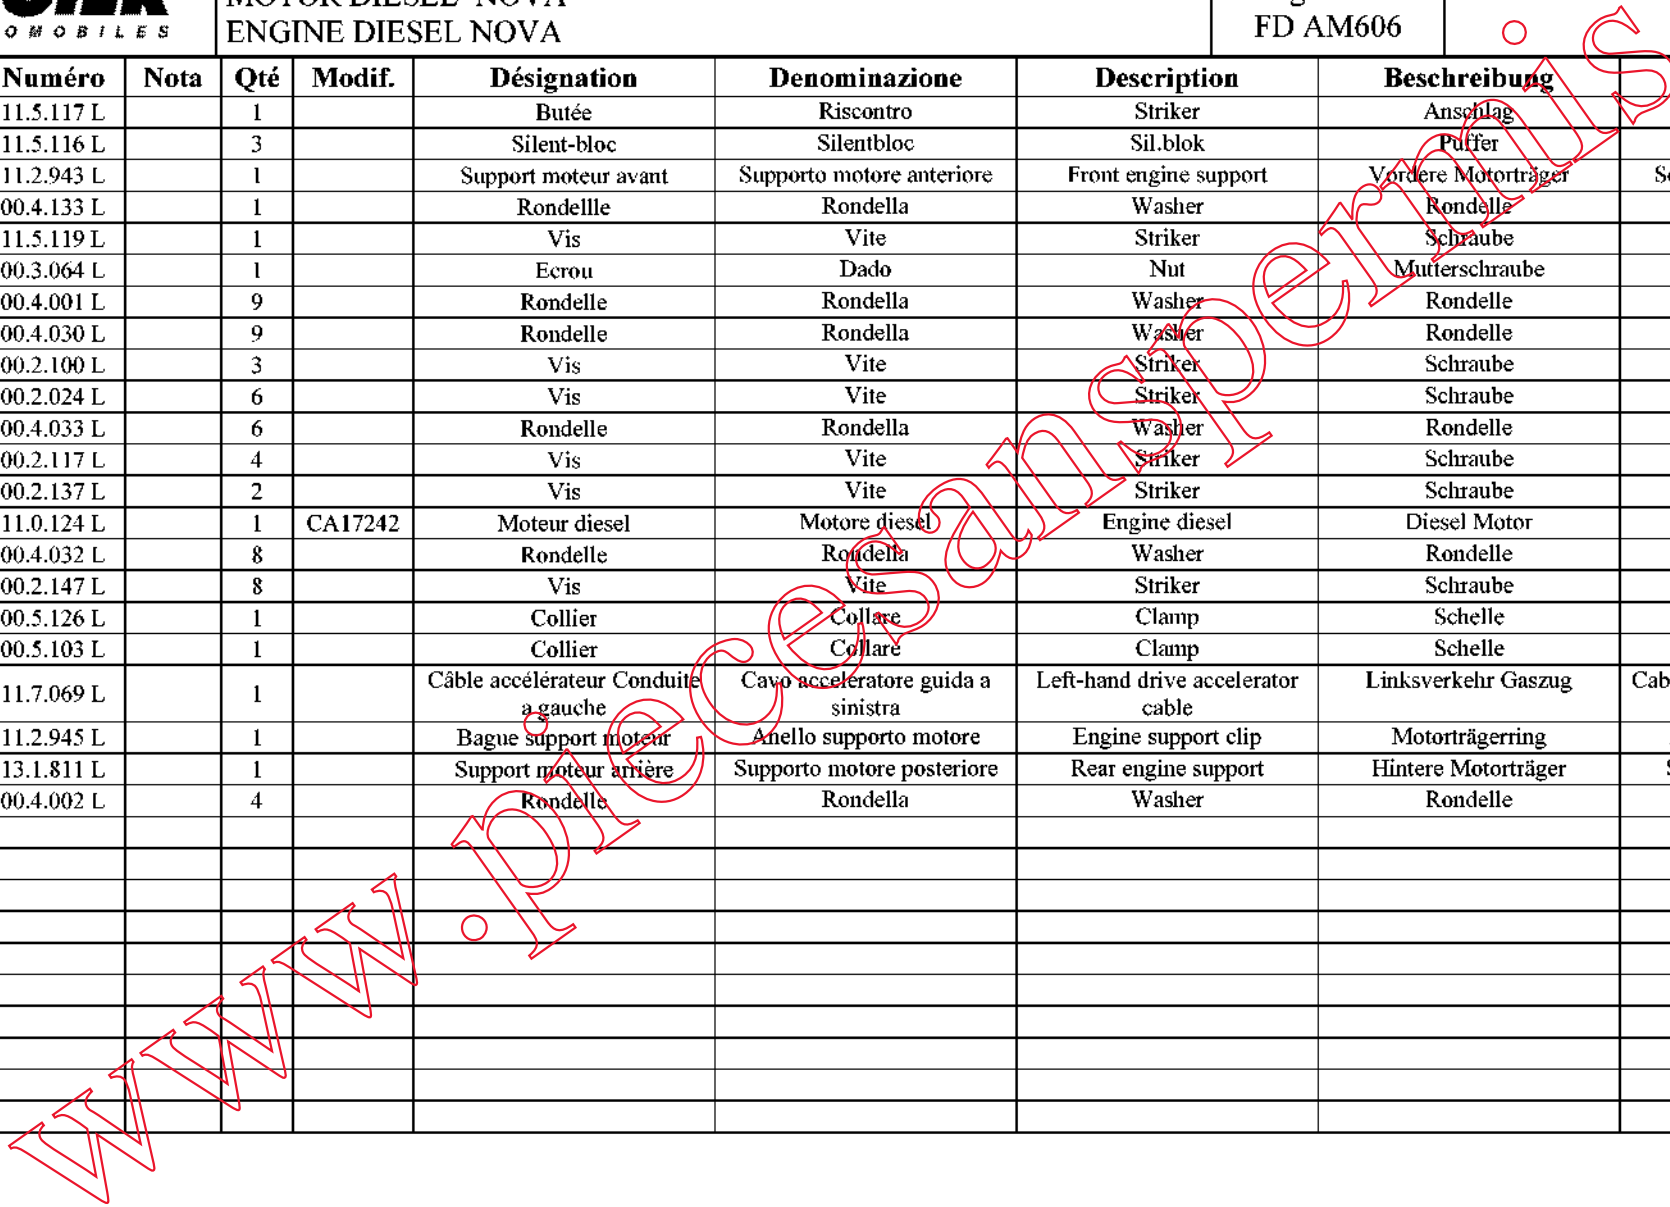 OMOBILES
MOTOR DIESEL NOVA
ENGINE DIESEL NOVA
FD AM606
Numéro Nota Qté Modif. Désignation Denominazione Description Beschreibung
11.5.117 L 1 Butée Riscontro Striker Anschlag
11.5.116 L 3 Silent-bloc Silentbloc Sil.blok Puffer
11.2.943 L 1 Support moteur avant Supporto motore anteriore Front engine support Vordere Motorträger
00.4.133 L 1 Rondellle Rondella Washer Rondelle
11.5.119 L 1 Vis Vite Striker Schraube
00.3.064 L 1 Ecrou Dado Nut Mutterschraube
00.4.001 L 9 Rondelle Rondella Washer Rondelle
00.4.030 L 9 Rondelle Rondella Washer Rondelle
00.2.100 L 3 Vis Vite Striker Schraube
00.2.024 L 6 Vis Vite Striker Schraube
00.4.033 L 6 Rondelle Rondella Washer Rondelle
00.2.117 L 4 Vis Vite Striker Schraube
00.2.137 L 2 Vis Vite Striker Schraube
11.0.124 L 1 CA17242 Moteur diesel Motore diesel Engine diesel Diesel Motor
00.4.032 L 8 Rondelle Rondella Washer Rondelle
00.2.147 L 8 Vis Vite Striker Schraube
00.5.126 L 1 Collier Collare Clamp Schelle
00.5.103 L 1 Collier Collare Clamp Schelle
11.7.069 L 1 Câble accélérateur Conduite a gauche Cavo acceleratore guida a sinistra Left-hand drive accelerator cable Linksverkehr Gaszug Cab
11.2.945 L 1 Bague support moteur Anello supporto motore Engine support clip Motorträgerring
13.1.811 L 1 Support moteur arrière Supporto motore posteriore Rear engine support Hintere Motorträger
00.4.002 L 4 Rondelle Rondella Washer Rondelle
www.piecesanspermis